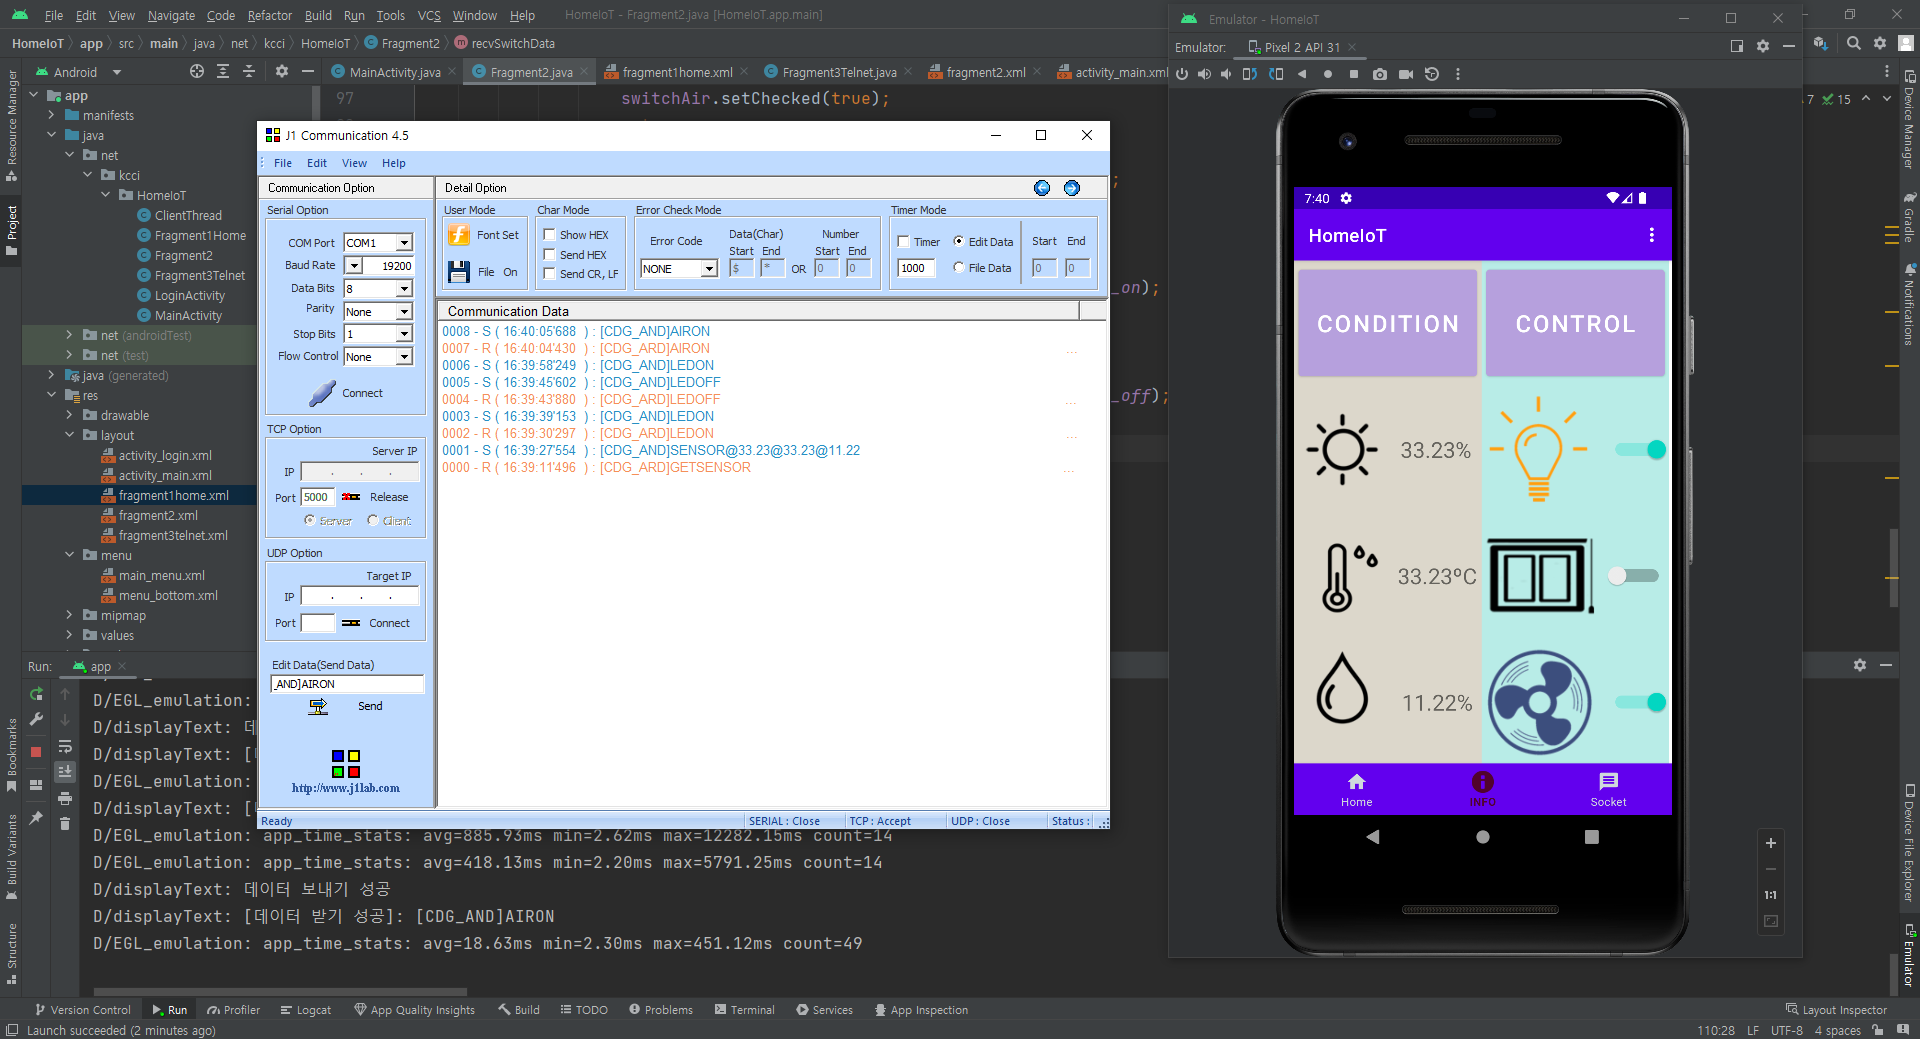 File Edit View Navigate Code Refactor Build Run Tools VCS Window Help HomeIoT - Fragment2.java [HomeIoT.app.main]
HomeIoT app src main java net kcci HomeIoT Fragment2 recvSwitchData
Android
MainActivity.java Fragment2.java fragment1home.xml Fragment3Telnet.java fragment2.xml activity_main.xml
97 switchAir.setChecked(true);
7 15
_on);
_off);
Resource Manager
Project
Bookmarks
Build Variants
Structure
app
manifests
java
net
kcci
HomeIoT
ClientThread
Fragment1Home
Fragment2
Fragment3Telnet
LoginActivity
MainActivity
net (androidTest)
net (test)
java (generated)
res
drawable
layout
activity_login.xml
activity_main.xml
fragment1home.xml
fragment2.xml
fragment3telnet.xml
menu
main_menu.xml
menu_bottom.xml
mipmap
values
J1 Communication 4.5
File Edit View Help
Communication Option
Serial Option
COM Port COM1
Baud Rate 19200
Data Bits 8
Parity None
Stop Bits 1
Flow Control None
Connect
TCP Option
Server IP
IP . . .
Port 5000 Release
Server Client
UDP Option
Target IP
IP . . .
Port Connect
Edit Data(Send Data)
_AND]AIRON
Send
http://www.j1lab.com
Detail Option
User Mode
Font Set
File On
Char Mode
Show HEX
Send HEX
Send CR, LF
Error Check Mode
Error Code
NONE
Data(Char)
Start End
$ *
OR
Number
Start End
0 0
Timer Mode
Timer Edit Data
1000 File Data
Start End
0 0
Communication Data
0008 - S ( 16:40:05'688 ) : [CDG_AND]AIRON
0007 - R ( 16:40:04'430 ) : [CDG_ARD]AIRON ...
0006 - S ( 16:39:58'249 ) : [CDG_AND]LEDON
0005 - S ( 16:39:45'602 ) : [CDG_AND]LEDOFF
0004 - R ( 16:39:43'880 ) : [CDG_ARD]LEDOFF ...
0003 - S ( 16:39:39'153 ) : [CDG_AND]LEDON
0002 - R ( 16:39:30'297 ) : [CDG_ARD]LEDON ...
0001 - S ( 16:39:27'554 ) : [CDG_AND]SENSOR@33.23@33.23@11.22
0000 - R ( 16:39:11'496 ) : [CDG_ARD]GETSENSOR ...
Ready SERIAL : Close TCP : Accept UDP : Close Status :
Emulator - HomeIoT
Emulator: Pixel 2 API 31
7:40
HomeIoT
CONDITION CONTROL
33.23%
33.23ºC
11.22%
Home INFO Socket
1:1
Device Manager
Gradle
Notifications
Device File Explorer
Emulator
Run: app
D/EGL_emulation:
D/displayText:
D/displayText: [
D/EGL_emulation:
D/displayText: [
D/EGL_emulation: app_time_stats: avg=885.93ms min=2.62ms max=12282.15ms count=14
D/EGL_emulation: app_time_stats: avg=418.13ms min=2.20ms max=5791.25ms count=14
D/displayText: 데이터 보내기 성공
D/displayText: [데이터 받기 성공]: [CDG_AND]AIRON
D/EGL_emulation: app_time_stats: avg=18.63ms min=2.30ms max=451.12ms count=49
Version Control Run Profiler Logcat App Quality Insights Build TODO Problems Terminal Services App Inspection Layout Inspector
Launch succeeded (2 minutes ago) 110:28 LF UTF-8 4 spaces